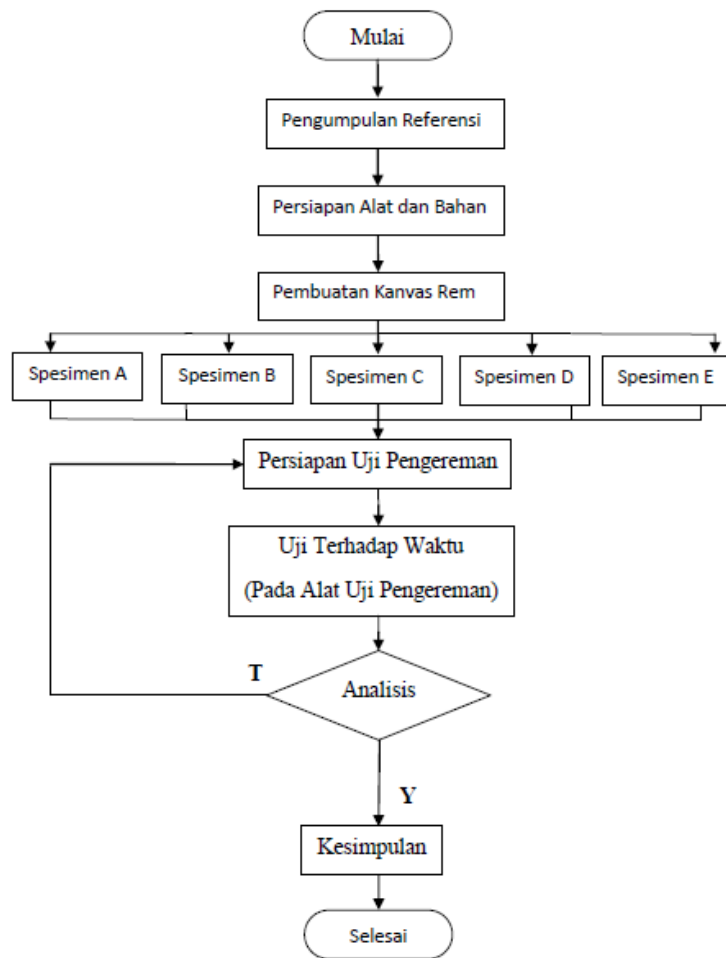 Mulai
Pengumpulan Referensi
Persiapan Alat dan Bahan
Pembuatan Kanvas Rem
Spesimen A
Spesimen B
Spesimen C
Spesimen D
Spesimen E
Persiapan Uji Pengereman
Uji Terhadap Waktu
(Pada Alat Uji Pengereman)
T
Analisis
Y
Kesimpulan
Selesai